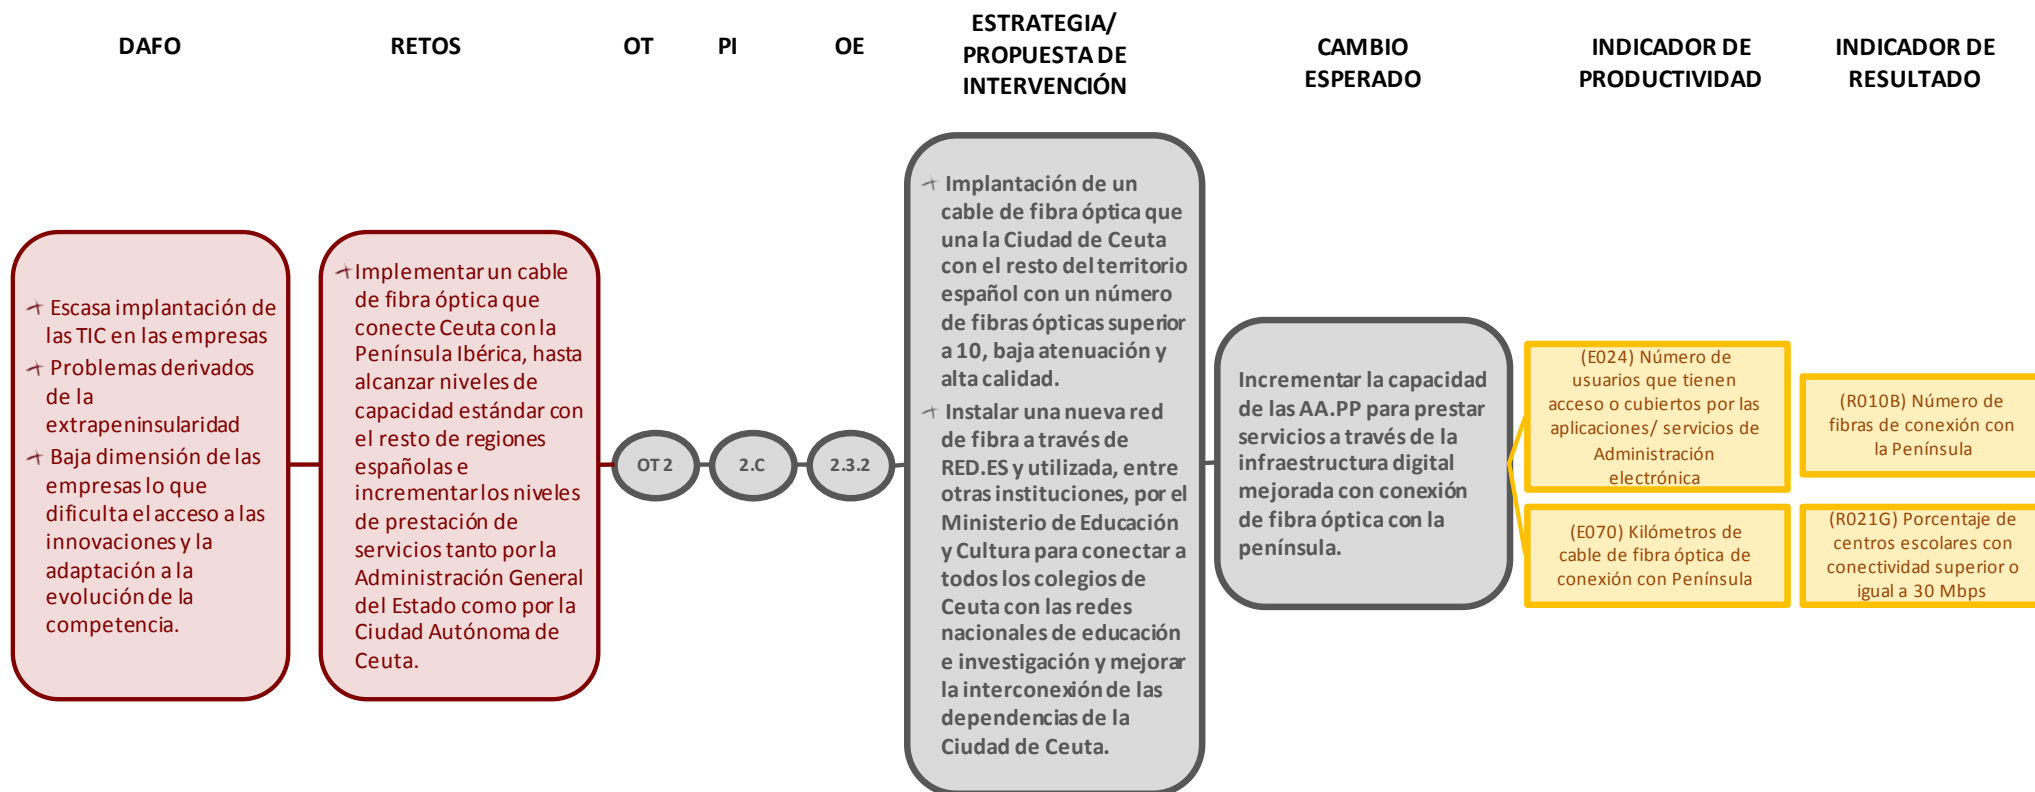 DAFO
RETOS
OT
PI
OE
ESTRATEGIA/
PROPUESTA DE
INTERVENCIÓN
CAMBIO
ESPERADO
INDICADOR DE
PRODUCTIVIDAD
INDICADOR DE
RESULTADO
Escasa implantación de
las TIC en las empresas
Problemas derivados
de la
extrapeninsularidad
Baja dimensión de las
empresas lo que
dificulta el acceso a las
innovaciones y la
adaptación a la
evolución de la
competencia.
Implementar un cable
de fibra óptica que
conecte Ceuta con la
Península Ibérica, hasta
alcanzar niveles de
capacidad estándar con
el resto de regiones
españolas e
incrementar los niveles
de prestación de
servicios tanto por la
Administración General
del Estado como por la
Ciudad Autónoma de
Ceuta.
OT 2
2.C
2.3.2
Implantación de un
cable de fibra óptica que
una la Ciudad de Ceuta
con el resto del territorio
español con un número
de fibras ópticas superior
a 10, baja atenuación y
alta calidad.
Instalar una nueva red
de fibra a través de
RED.ES y utilizada, entre
otras instituciones, por el
Ministerio de Educación
y Cultura para conectar a
todos los colegios de
Ceuta con las redes
nacionales de educación
e investigación y mejorar
la interconexión de las
dependencias de la
Ciudad de Ceuta.
Incrementar la capacidad
de las AA.PP para prestar
servicios a través de la
infraestructura digital
mejorada con conexión
de fibra óptica con la
península.
(E024) Número de
usuarios que tienen
acceso o cubiertos por las
aplicaciones/ servicios de
Administración
electrónica
(E070) Kilómetros de
cable de fibra óptica de
conexión con Península
(R010B) Número de
fibras de conexión con
la Península
(R021G) Porcentaje de
centros escolares con
conectividad superior o
igual a 30 Mbps